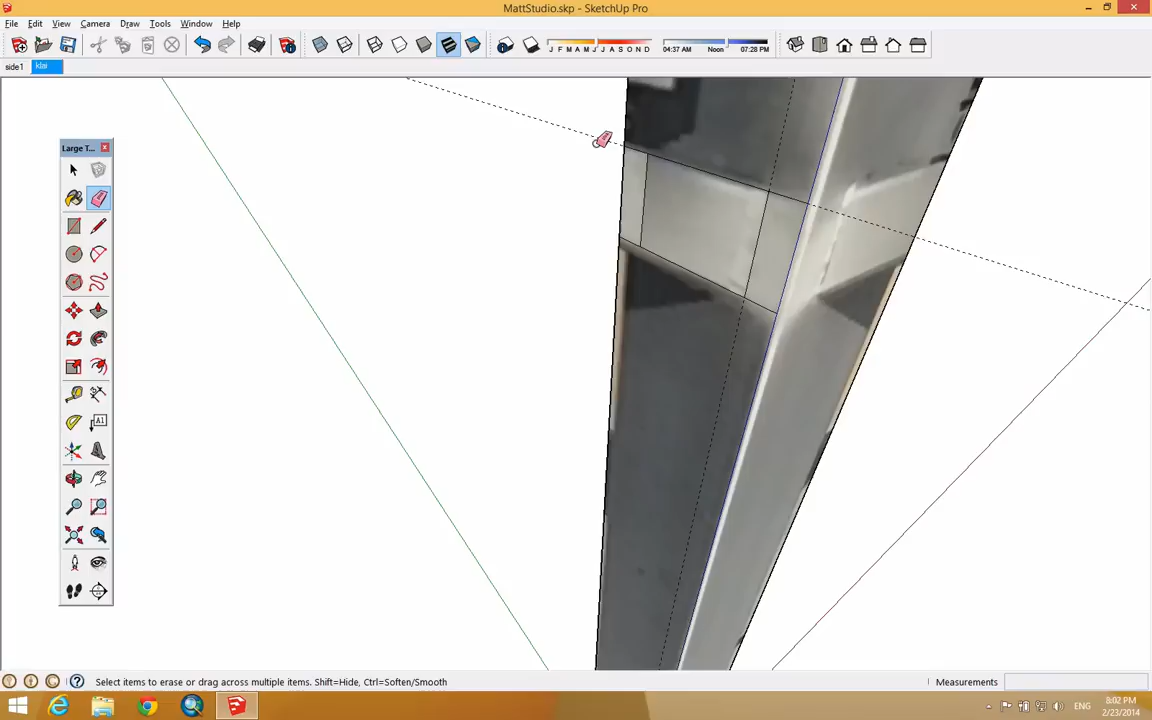 MattStudio.skp - SketchUp Pro
File Edit View Camera Draw Tools Window Help
J F M A M J J A S O N D
04:37 AM Noon 07:28 PM
side1 klai
Large T...
A1
Select items to erase or drag across multiple items. Shift=Hide, Ctrl=Soften/Smooth
Measurements
ENG
8:02 PM
2/23/2014